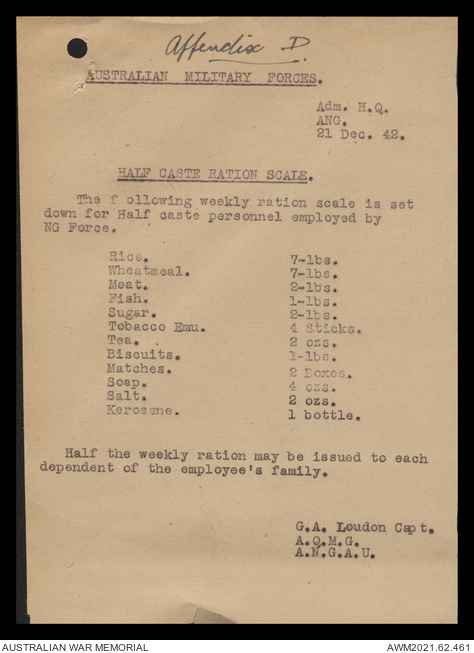 Appendix D.
AUSTRALIAN MILITARY FORCES.
Adm. H.Q.
ANG.
21 Dec. 42.
HALF CASTE RATION SCALE.
The f ollowing weekly ration scale is set
down for Half caste personnel employed by
NG Force.
Rice. 7-lbs.
Wheatmeal. 7-lbs.
Meat. 2-lbs.
Fish. 1-lbs.
Sugar. 2-lbs.
Tobacco Emu. 4 Sticks.
Tea. 2 ozs.
Biscuits. 1-lbs.
Matches. 2 Boxes.
Soap. 4 ozs.
Salt. 2 ozs.
Kerosene. 1 bottle.
Half the weekly ration may be issued to each
dependent of the employee's family.
G.A. Loudon Capt.
A.Q.M.G.
A.N.G.A.U.
AUSTRALIAN WAR MEMORIAL AWM2021.62.461